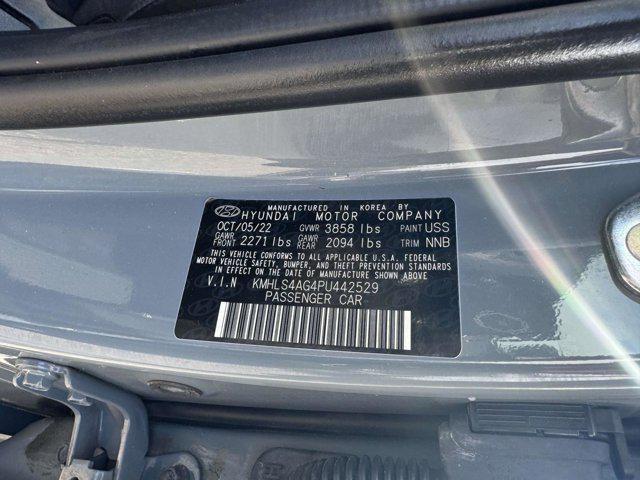 MANUFACTURED IN KOREA BY
HYUNDAI MOTOR COMPANY
OCT/05/22 GVWR 3858 lbs PAINT USS
GAWR FRONT 2271 lbs GAWR REAR 2094 lbs TRIM NNB
THIS VEHICLE CONFORMS TO ALL APPLICABLE U.S.A. FEDERAL
MOTOR VEHICLE SAFETY, BUMPER, AND THEFT PREVENTION STANDARDS
IN EFFECT ON THE DATE OF MANUFACTURE SHOWN ABOVE.
V.I.N KMHLS4AG4PU442529
PASSENGER CAR